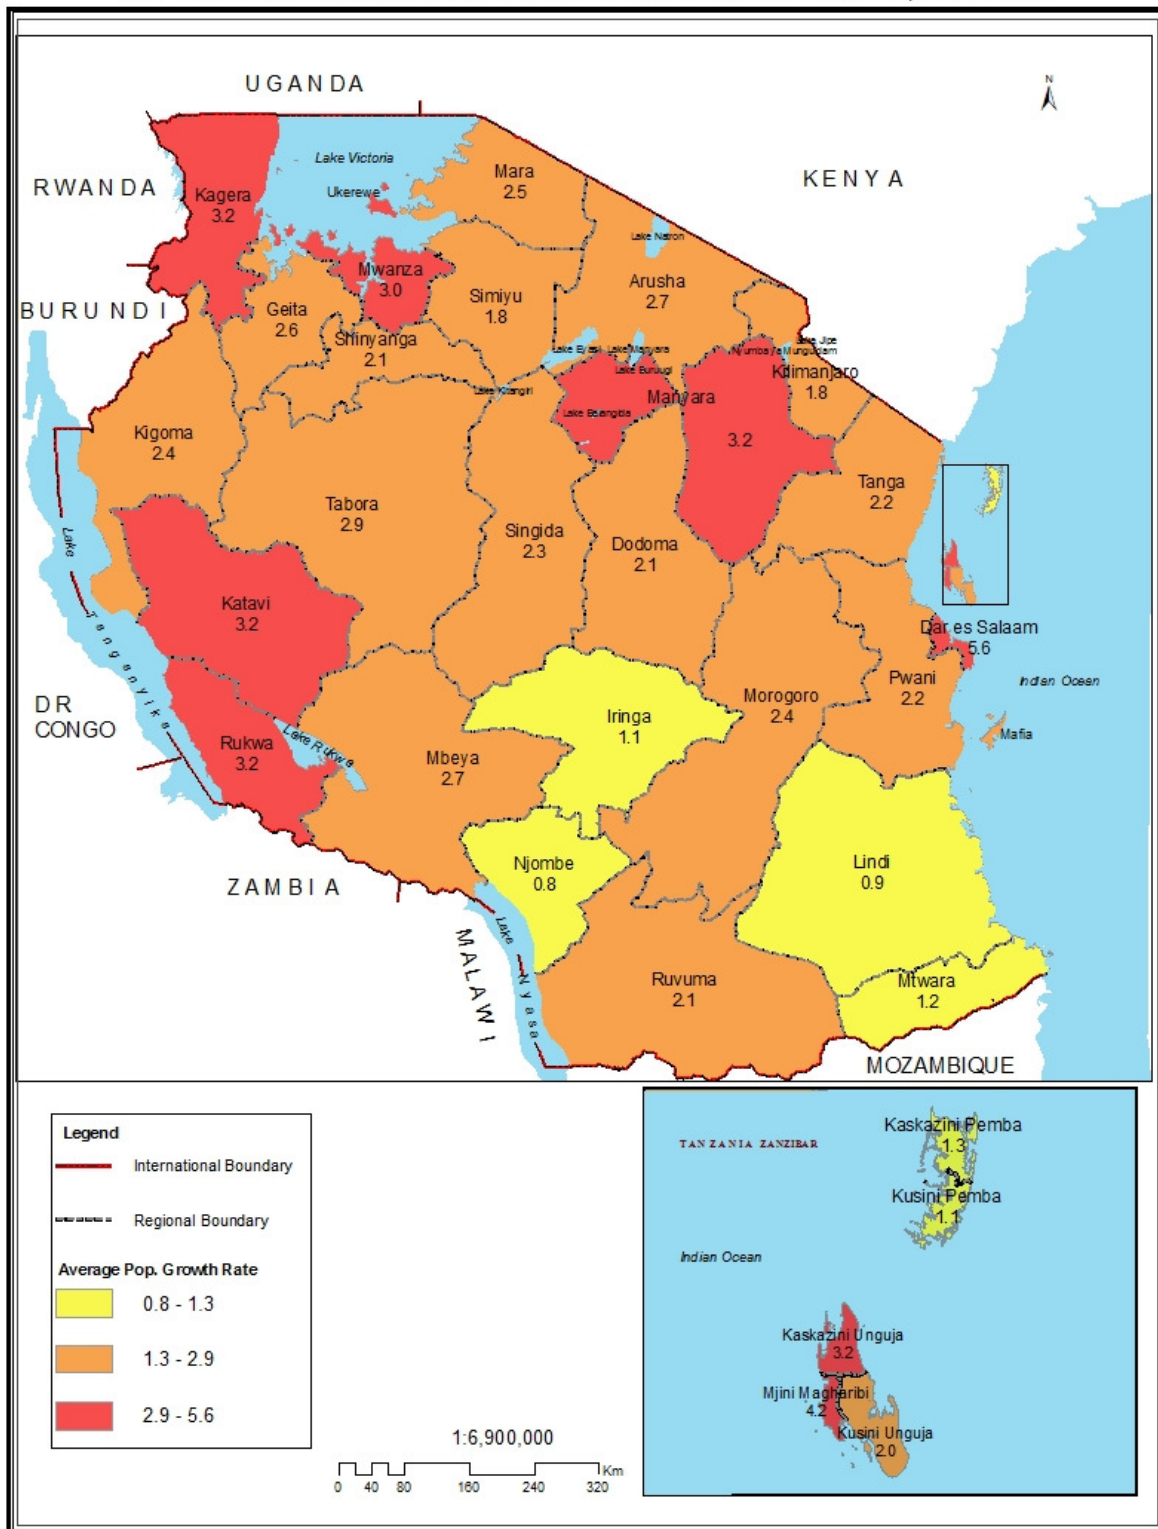 N
UGANDA
Lake Victoria
RWANDA
Ukerewe
Mara
2.5
KENYA
Kagera
3.2
Lake Natron
Mwanza
3.0
Simiyu
1.8
Arusha
2.7
BURUNDI
Geita
2.6
Shinyanga
2.1
Lake Eyasi
Lake Manyara
Lake Jipe
Lake Burungi
Kilimanjaro
1.8
Lake Kitangiri
Manyara
3.2
Kigoma
2.4
Tabora
2.9
Singida
2.3
Dodoma
2.1
Tanga
2.2
Lake Tanganyika
Katavi
3.2
Dar es Salaam
5.6
Pwani
2.2
Indian Ocean
DR
CONGO
Morogoro
2.4
Iringa
1.1
Mafia
Rukwa
3.2
Lake Rukwa
Mbeya
2.7
Njombe
0.8
Lindi
0.9
ZAMBIA
MALAWI
Lake Nyasa
Ruvuma
2.1
Mtwara
1.2
MOZAMBIQUE
Legend
International Boundary
Regional Boundary
Average Pop. Growth Rate
0.8 - 1.3
1.3 - 2.9
2.9 - 5.6
1:6,900,000
Km
0 40 80 160 240 320
TANZANIA ZANZIBAR
Kaskazini Pemba
1.3
Kusini Pemba
1.1
Indian Ocean
Kaskazini Unguja
3.2
Mjini Magharibi
4.2
Kusini Unguja
2.0